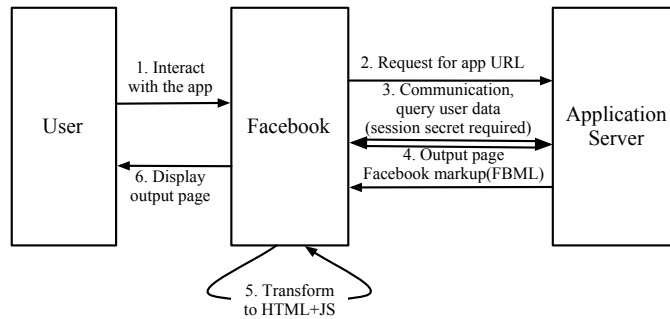 User
1. Interact
with the app
6. Display
output page
Facebook
5. Transform
to HTML+JS
2. Request for app URL
3. Communication,
query user data
(session secret required)
4. Output page
Facebook markup(FBML)
Application
Server